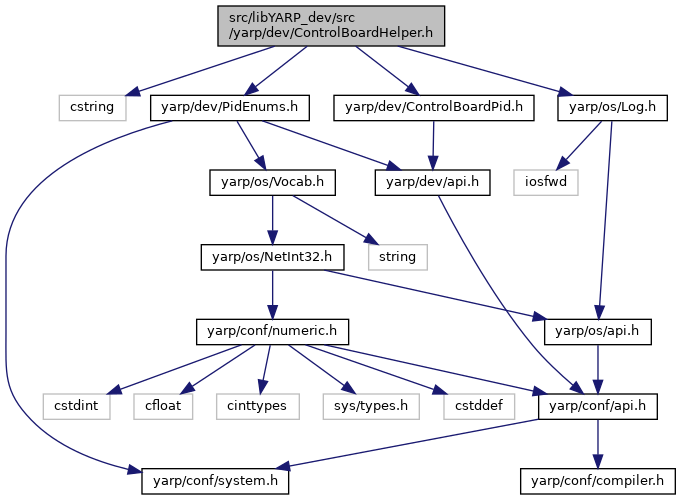 src/libYARP_dev/src
/yarp/dev/ControlBoardHelper.h
cstring
yarp/dev/PidEnums.h
yarp/dev/ControlBoardPid.h
yarp/os/Log.h
yarp/os/Vocab.h
yarp/dev/api.h
iosfwd
yarp/os/NetInt32.h
string
yarp/conf/numeric.h
yarp/os/api.h
cstdint
cfloat
cinttypes
sys/types.h
cstddef
yarp/conf/api.h
yarp/conf/system.h
yarp/conf/compiler.h